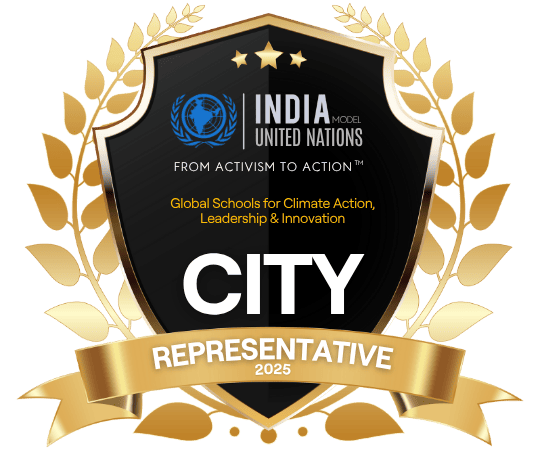 INDIA MODEL
UNITED NATIONS
FROM ACTIVISM TO ACTION™
Global Schools for Climate Action,
Leadership & Innovation
CITY
REPRESENTATIVE
2025